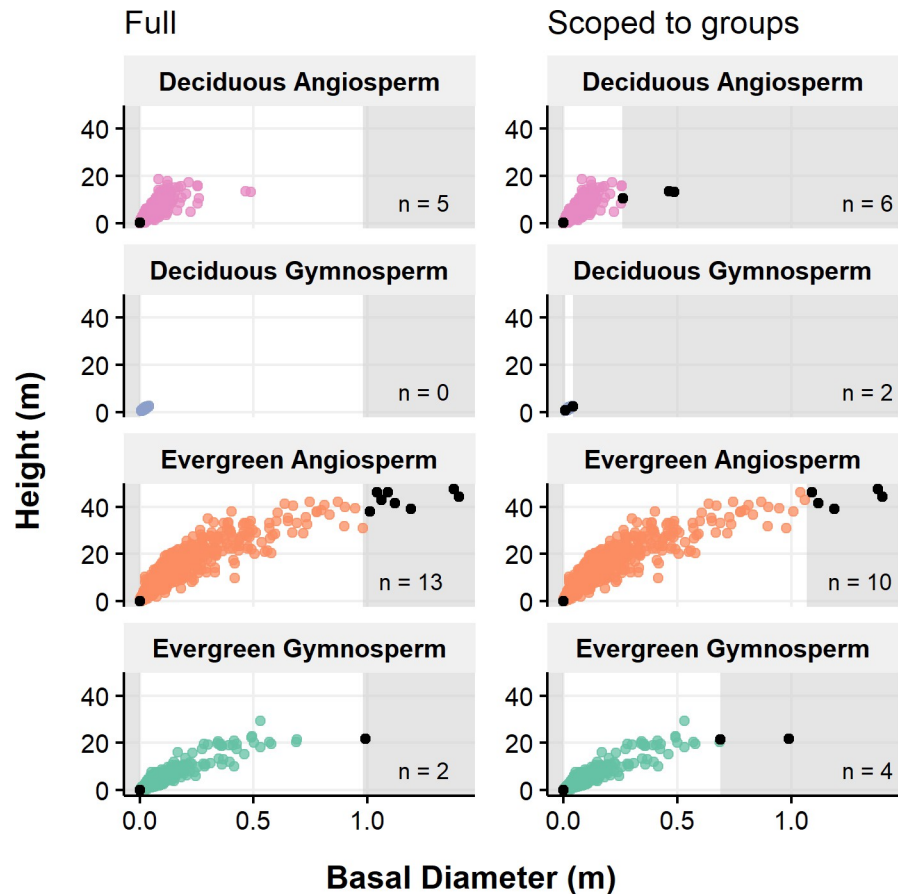 Full
Scoped to groups
Deciduous Angiosperm
Deciduous Angiosperm
40
20
0
n = 5
40
20
0
n = 6
Deciduous Gymnosperm
Deciduous Gymnosperm
40
20
0
n = 0
40
20
0
n = 2
Evergreen Angiosperm
Evergreen Angiosperm
40
20
0
n = 13
40
20
0
n = 10
Evergreen Gymnosperm
Evergreen Gymnosperm
40
20
0
n = 2
40
20
0
n = 4
0.0 0.5 1.0
0.0 0.5 1.0
Height (m)
Basal Diameter (m)